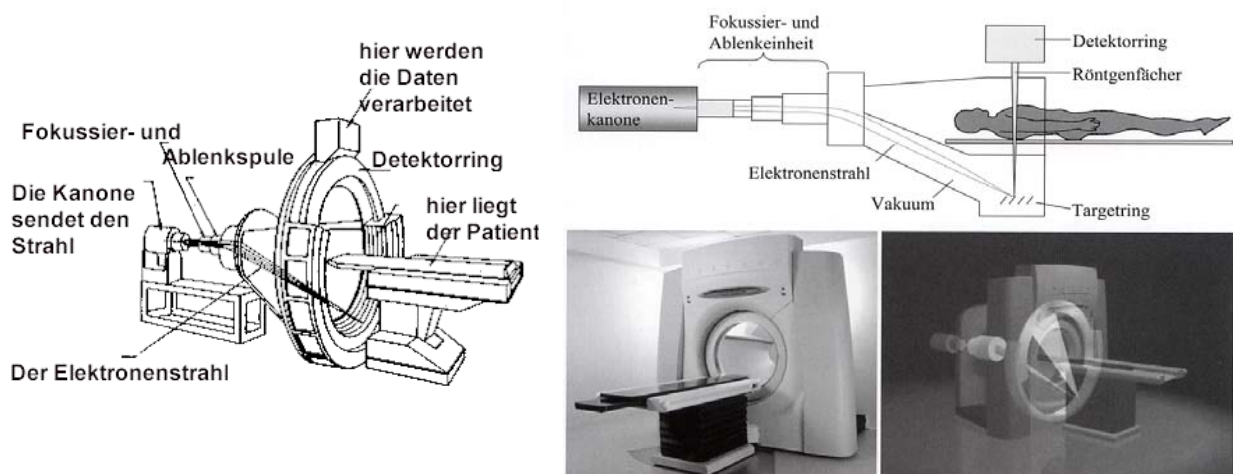 hier werden
die Daten
verarbeitet
Fokussier- und
Ablenkspule
Detektorring
Die Kanone
sendet den
Strahl
hier liegt
der Patient
Der Elektronenstrahl
Fokussier- und
Ablenkeinheit
Detektorring
Röntgenfächer
Elektronen-
kanone
Elektronenstrahl
Vakuum
Targetring